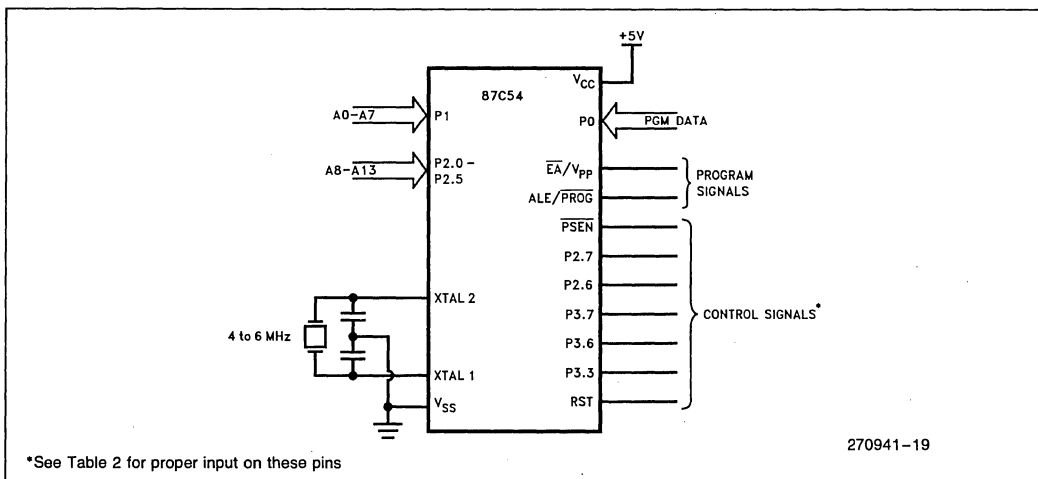 +5V
VCC
87C54
A0-A7
P1
P0
PGM DATA
A8-A13
P2.0-
P2.5
EA/VPP
ALE/PROG
PROGRAM
SIGNALS
PSEN
P2.7
P2.6
P3.7
P3.6
P3.3
RST
CONTROL SIGNALS*
XTAL 2
4 to 6 MHz
XTAL 1
VSS
270941-19
*See Table 2 for proper input on these pins